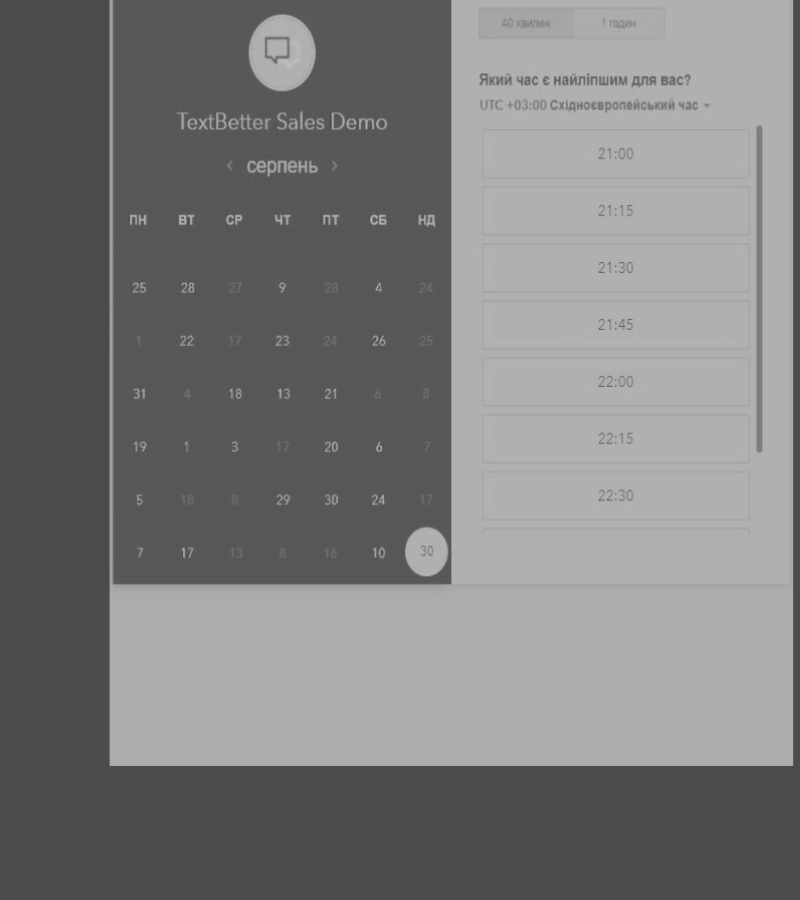 TextBetter Sales Demo
‹ серпень ›
ПН ВТ СР ЧТ ПТ СБ НД
25 28 27 9 28 4 24
1 22 17 23 24 26 25
31 4 18 13 21 6 8
19 1 3 17 20 6 7
5 18 8 29 30 24 17
7 17 13 8 16 10 30
40 хвилин 1 годин
Який час є найліпшим для вас?
UTC +03:00 Східноєвропейський час
21:00
21:15
21:30
21:45
22:00
22:15
22:30